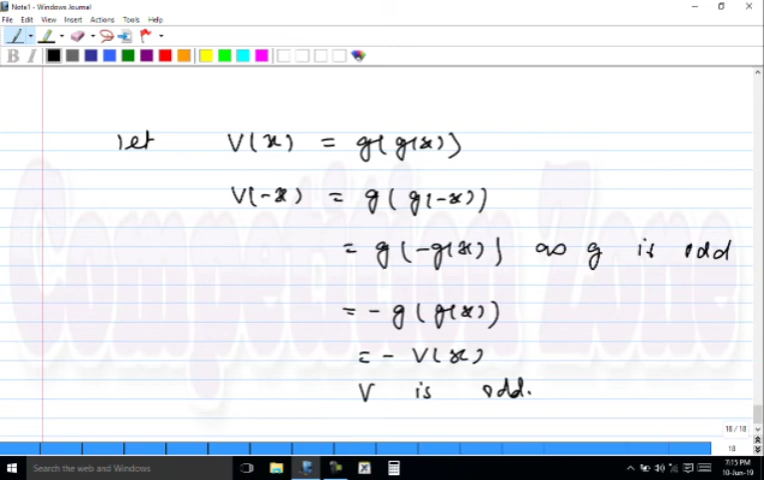 Note1 - Windows Journal
File Edit View Insert Actions Tools Help
B I
let V(x) = g(g(x))
V(-x) = g(g(-x))
= g(-g(x)) as g is odd
= - g(g(x))
= - V(x)
V is odd.
Competition Zone
18 / 18
18
Search the web and Windows
7:15 PM
10-Jun-19